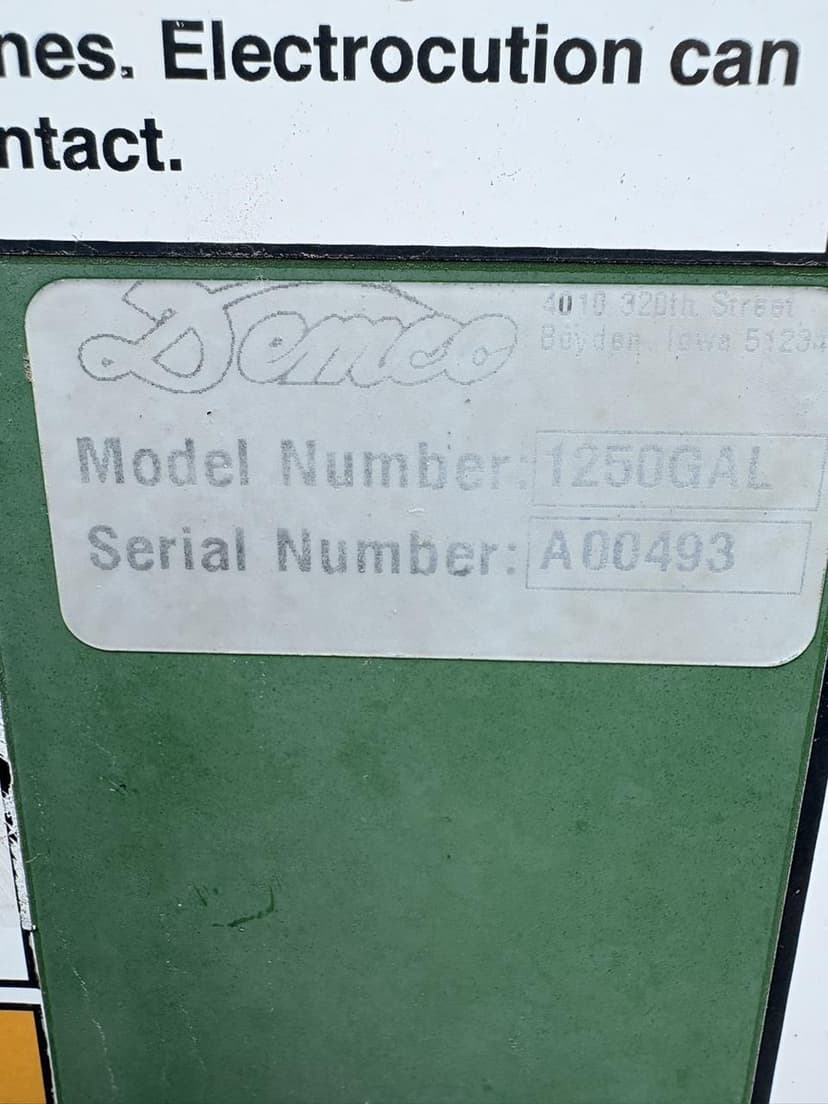 nes. Electrocution can
ntact.
Demco
4010 320th Street
Boyden, Iowa 51234
Model Number: 1250GAL
Serial Number: A00493